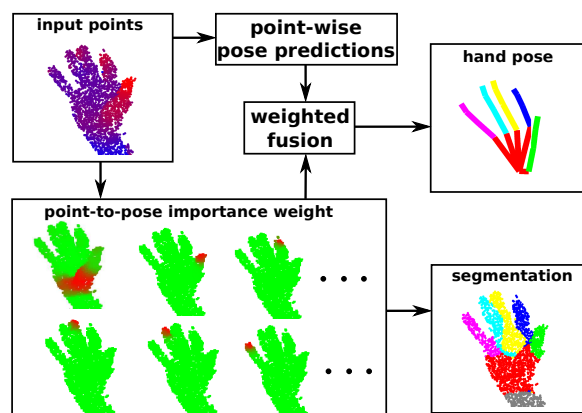 input points
point-wise
pose predictions
hand pose
weighted
fusion
point-to-pose importance weight
segmentation